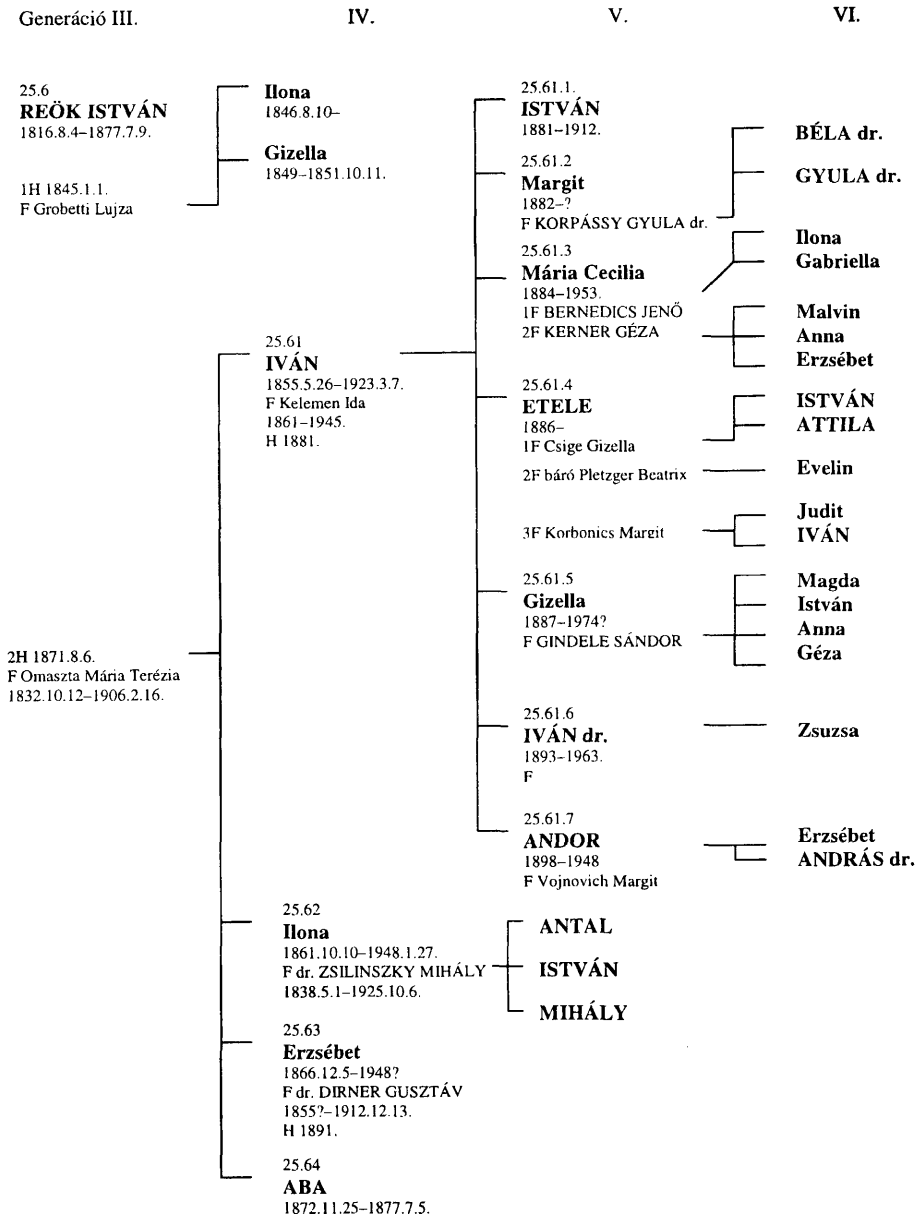 Generáció III.
IV.
V.
VI.
25.6
REÖK ISTVÁN
1816.8.4–1877.7.9.
1H 1845.1.1.
F Grobetti Lujza
Ilona
1846.8.10–
Gizella
1849–1851.10.11.
2H 1871.8.6.
F Omaszta Mária Terézia
1832.10.12–1906.2.16.
25.61
IVÁN
1855.5.26–1923.3.7.
F Kelemen Ida
1861–1945.
H 1881.
25.61.1.
ISTVÁN
1881–1912.
25.61.2
Margit
1882–?
F KORPÁSSY GYULA dr.
BÉLA dr.
GYULA dr.
25.61.3
Mária Cecilia
1884–1953.
1F BERNEDICS JENŐ
2F KERNER GÉZA
Ilona
Gabriella
Malvin
Anna
Erzsébet
25.61.4
ETELE
1886–
1F Csige Gizella
2F báró Pletzger Beatrix
3F Korbonics Margit
ISTVÁN
ATTILA
Evelin
Judit
IVÁN
25.61.5
Gizella
1887–1974?
F GINDELE SÁNDOR
Magda
István
Anna
Géza
25.61.6
IVÁN dr.
1893–1963.
F
Zsuzsa
25.61.7
ANDOR
1898–1948
F Vojnovich Margit
Erzsébet
ANDRÁS dr.
25.62
Ilona
1861.10.10–1948.1.27.
F dr. ZSILINSZKY MIHÁLY
1838.5.1–1925.10.6.
ANTAL
ISTVÁN
MIHÁLY
25.63
Erzsébet
1866.12.5–1948?
F dr. DIRNER GUSZTÁV
1855?–1912.12.13.
H 1891.
25.64
ABA
1872.11.25–1877.7.5.